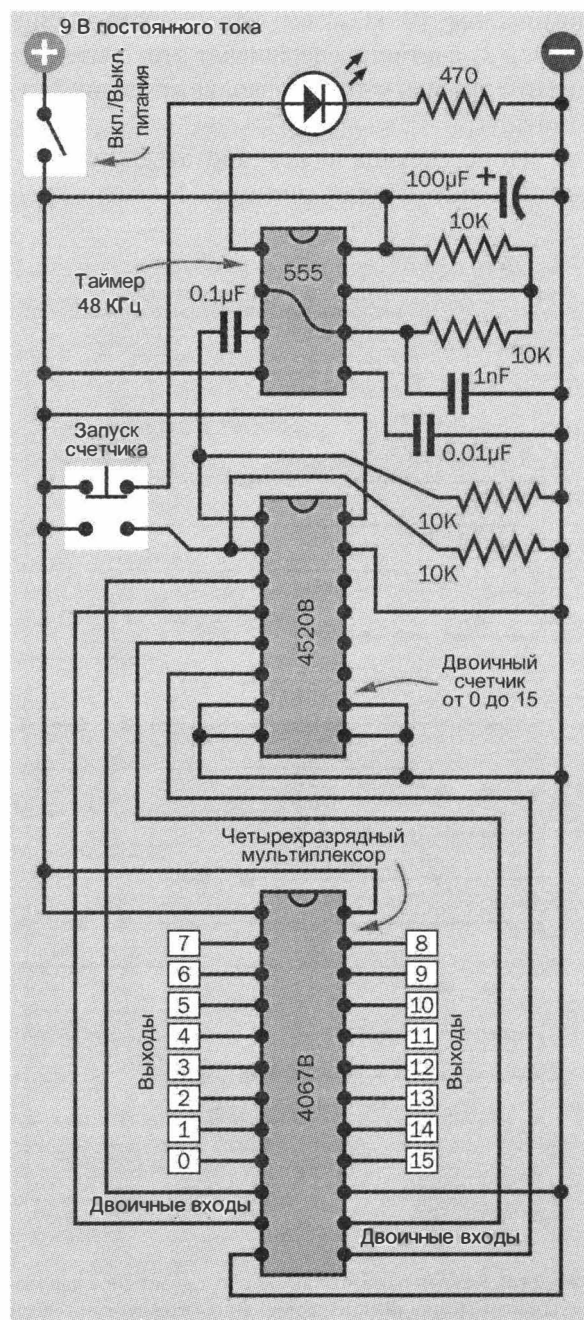 +
9 В постоянного тока
−
Вкл./Выкл.
питания
470
100µF +
10K
Таймер
48 КГц
555
0.1µF
10K
1nF
0.01µF
Запуск
счетчика
10K
10K
4520B
Двоичный
счетчик
от 0 до 15
Четырехразрядный
мультиплексор
7
6
5
4
3
2
1
0
Выходы
4067B
8
9
10
11
12
13
14
15
Выходы
Двоичные входы
Двоичные входы